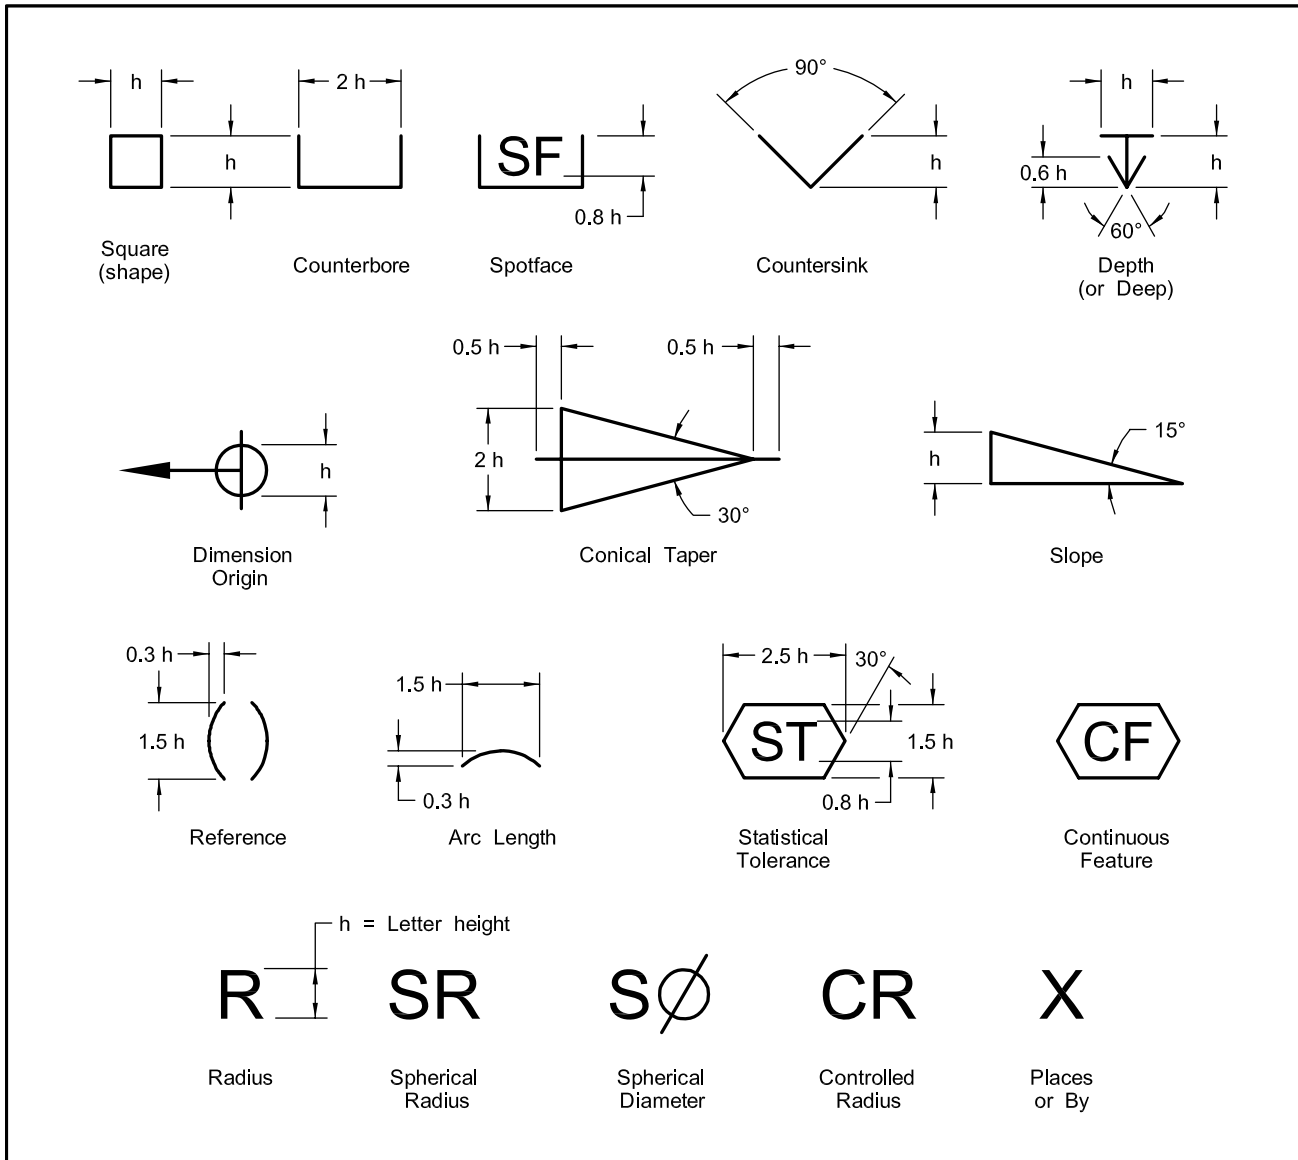 h
2 h
90°
h
h
SF
0.8 h
h
0.6 h
h
60°
Square
(shape)
Counterbore
Spotface
Countersink
Depth
(or Deep)
0.5 h
0.5 h
h
2 h
30°
h
15°
Dimension
Origin
Conical Taper
Slope
0.3 h
1.5 h
1.5 h
0.3 h
2.5 h
30°
ST
1.5 h
0.8 h
CF
Reference
Arc Length
Statistical
Tolerance
Continuous
Feature
h = Letter height
R
SR
S⌀
CR
X
Radius
Spherical
Radius
Spherical
Diameter
Controlled
Radius
Places
or By